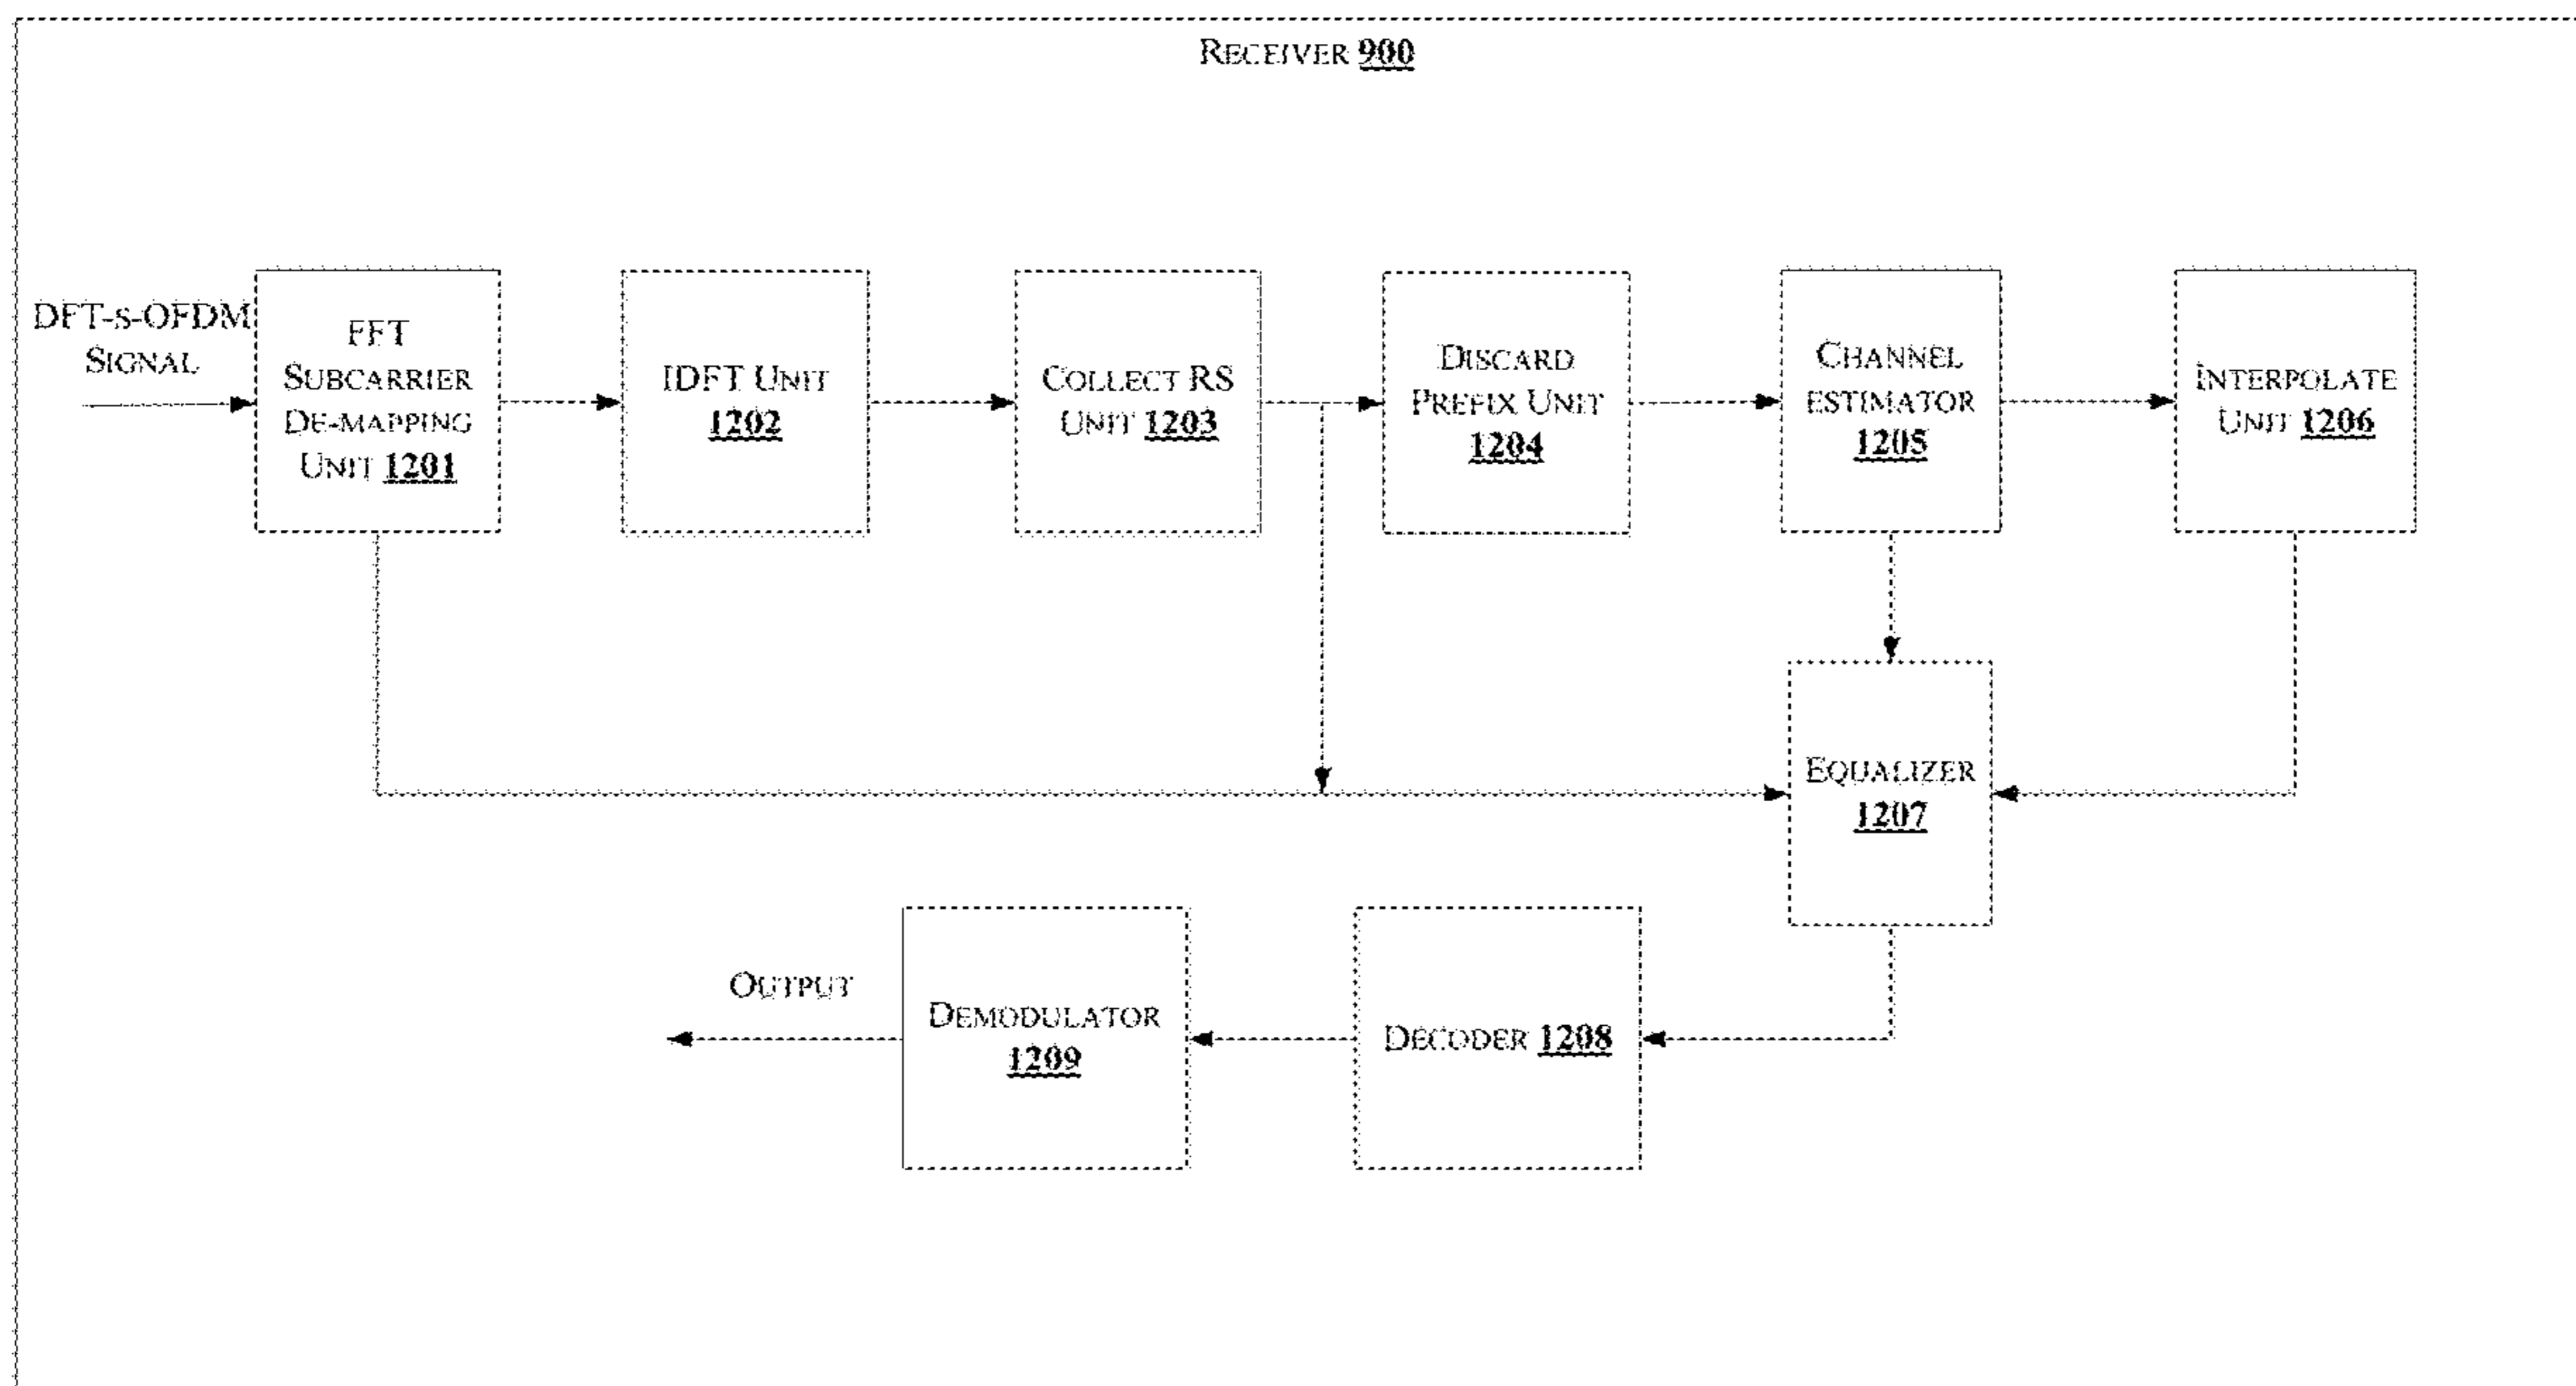 RECEIVER 900
DFT-S-OFDM
SIGNAL
FFT
SUBCARRIER
DE-MAPPING
UNIT 1201
IDFT UNIT
1202
COLLECT RS
UNIT 1203
DISCARD
PREFIX UNIT
1204
CHANNEL
ESTIMATOR
1205
INTERPOLATE
UNIT 1206
EQUALIZER
1207
OUTPUT
DEMODULATOR
1209
DECODER 1208